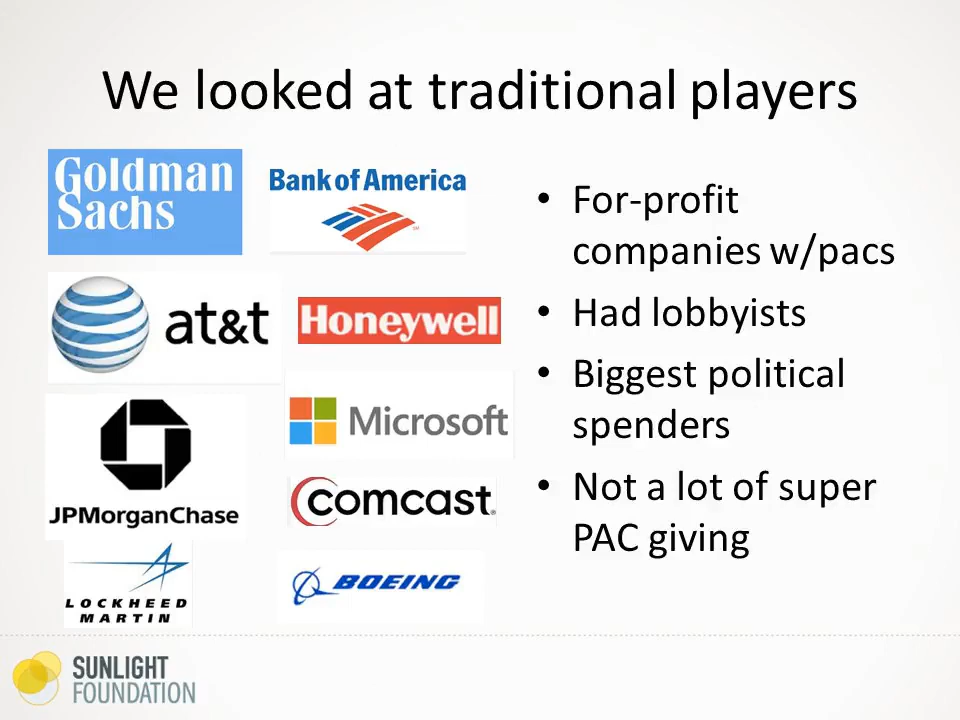 We looked at traditional players
Goldman
Sachs
Bank of America
at&t
Honeywell
Microsoft
JPMorganChase
comcast
LOCKHEED
MARTIN
BOEING
• For-profit
companies w/pacs
• Had lobbyists
• Biggest political
spenders
• Not a lot of super
PAC giving
SUNLIGHT
FOUNDATION